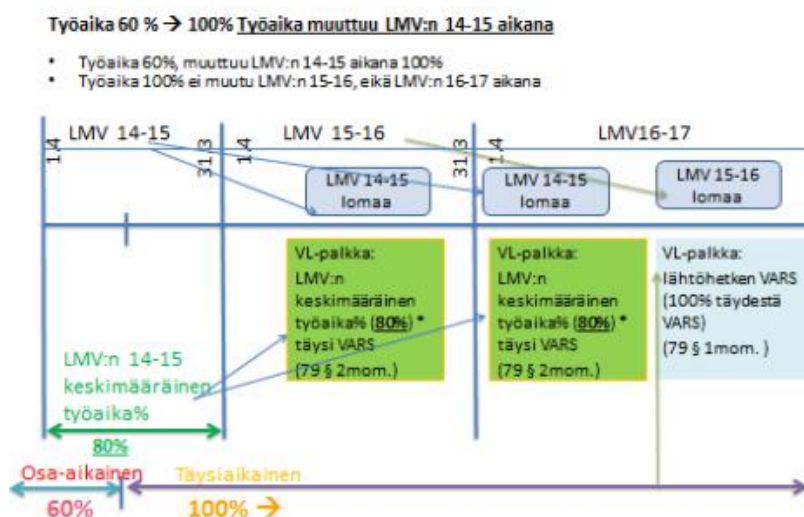 Työaika 60 % → 100% Työaika muuttuu LMV:n 14-15 aikana
• Työaika 60%, muuttuu LMV:n 14-15 aikana 100%
• Työaika 100% ei muutu LMV:n 15-16, eikä LMV:n 16-17 aikana
1.4 LMV 14-15 31.3
1.4 LMV 15-16 31.3
1.4 LMV16-17
LMV 14-15
lomaa
LMV 14-15
lomaa
LMV 15-16
lomaa
VL-palkka:
LMV:n
keskimääräinen
työaika% (80%) *
täysi VARS
(79 § 2mom.)
VL-palkka:
LMV:n
keskimääräinen
työaika% (80%) *
täysi VARS
(79 § 2mom.)
VL-palkka:
lähtöhetken VARS
(100% täydestä
VARS)
(79 § 1mom. )
LMV:n 14-15
keskimääräinen
työaika%
80%
Osa-aikainen
60%
Täysiaikainen
100% →